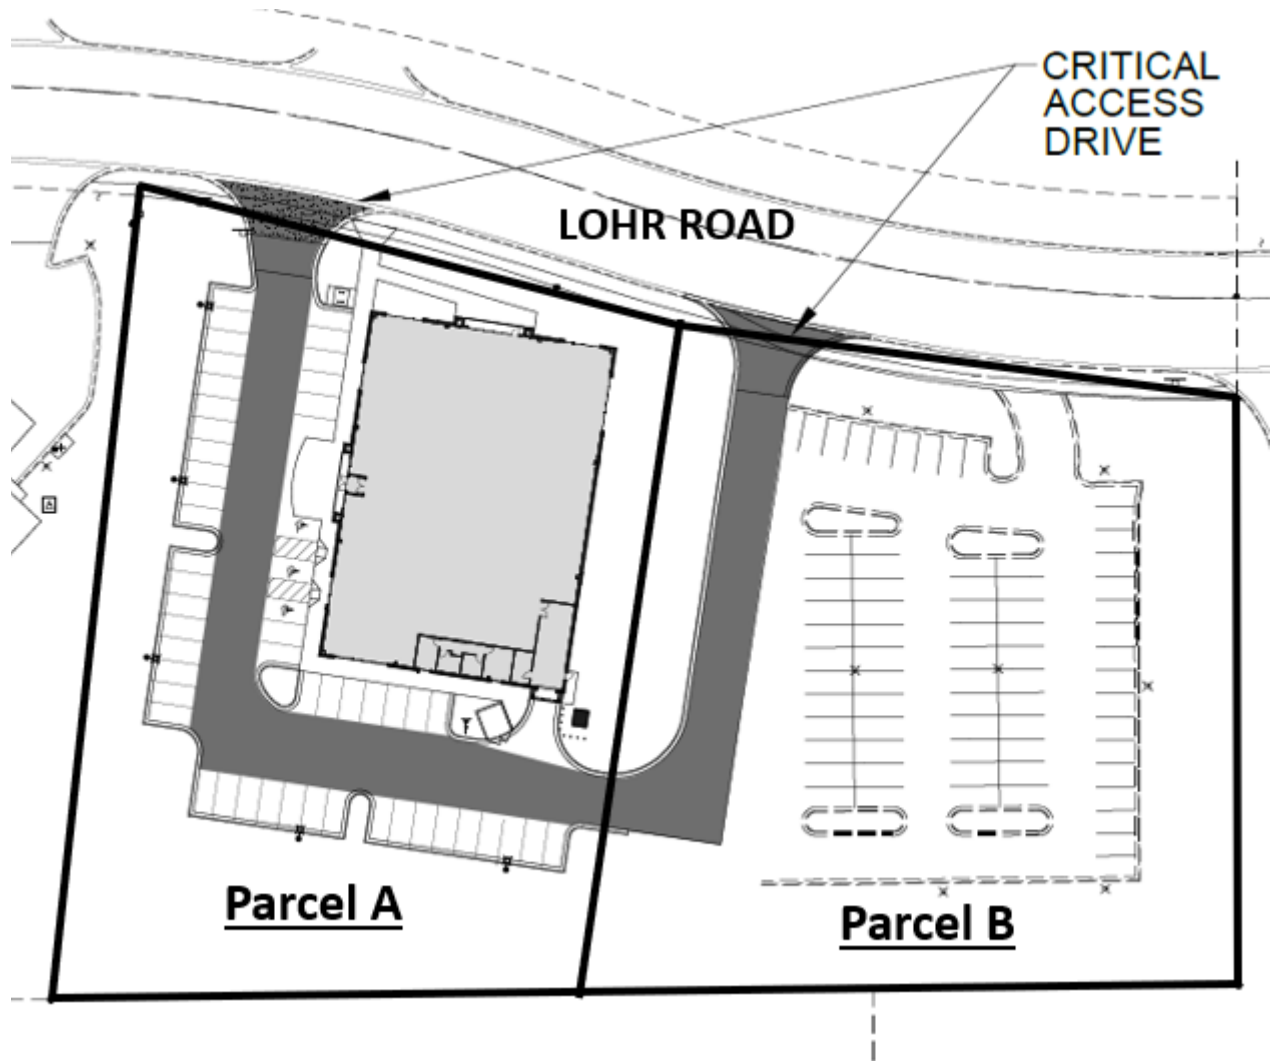 CRITICAL
ACCESS
DRIVE
LOHR ROAD
Parcel A
Parcel B